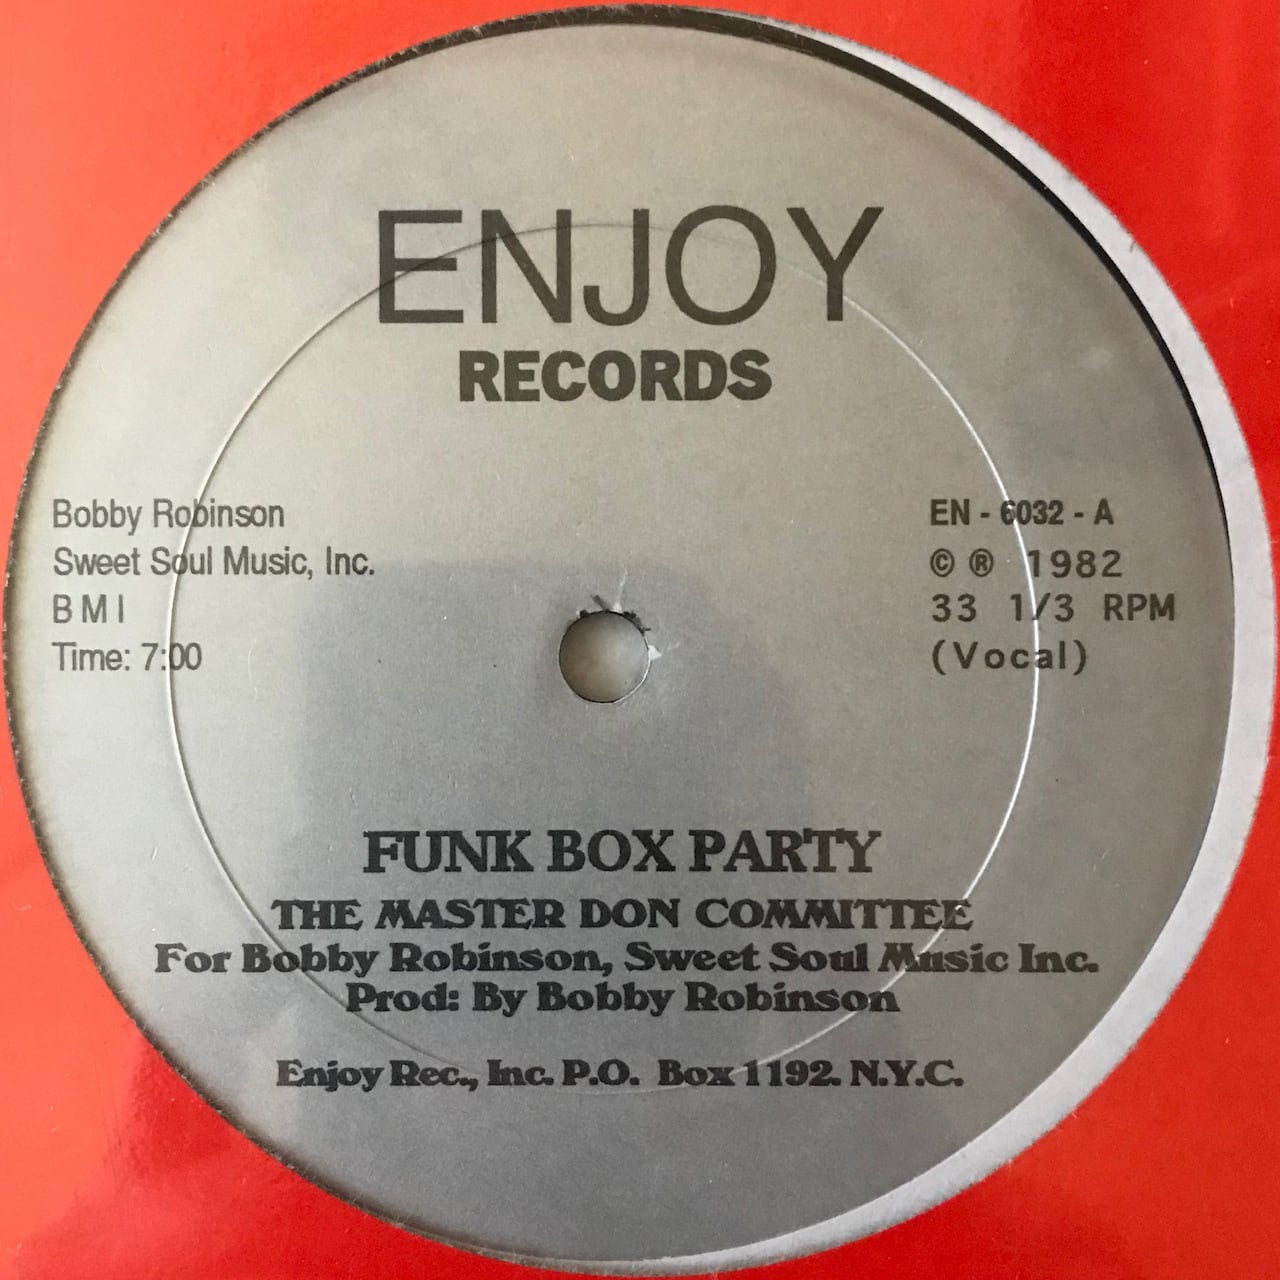 ENJOY
RECORDS
Bobby Robinson
Sweet Soul Music, Inc.
B M I
Time: 7:00
EN - 6032 - A
© ® 1982
33 1/3 RPM
(Vocal)
FUNK BOX PARTY
THE MASTER DON COMMITTEE
For Bobby Robinson, Sweet Soul Music Inc.
Prod: By Bobby Robinson
Enjoy Rec., Inc. P.O. Box 1192. N.Y.C.